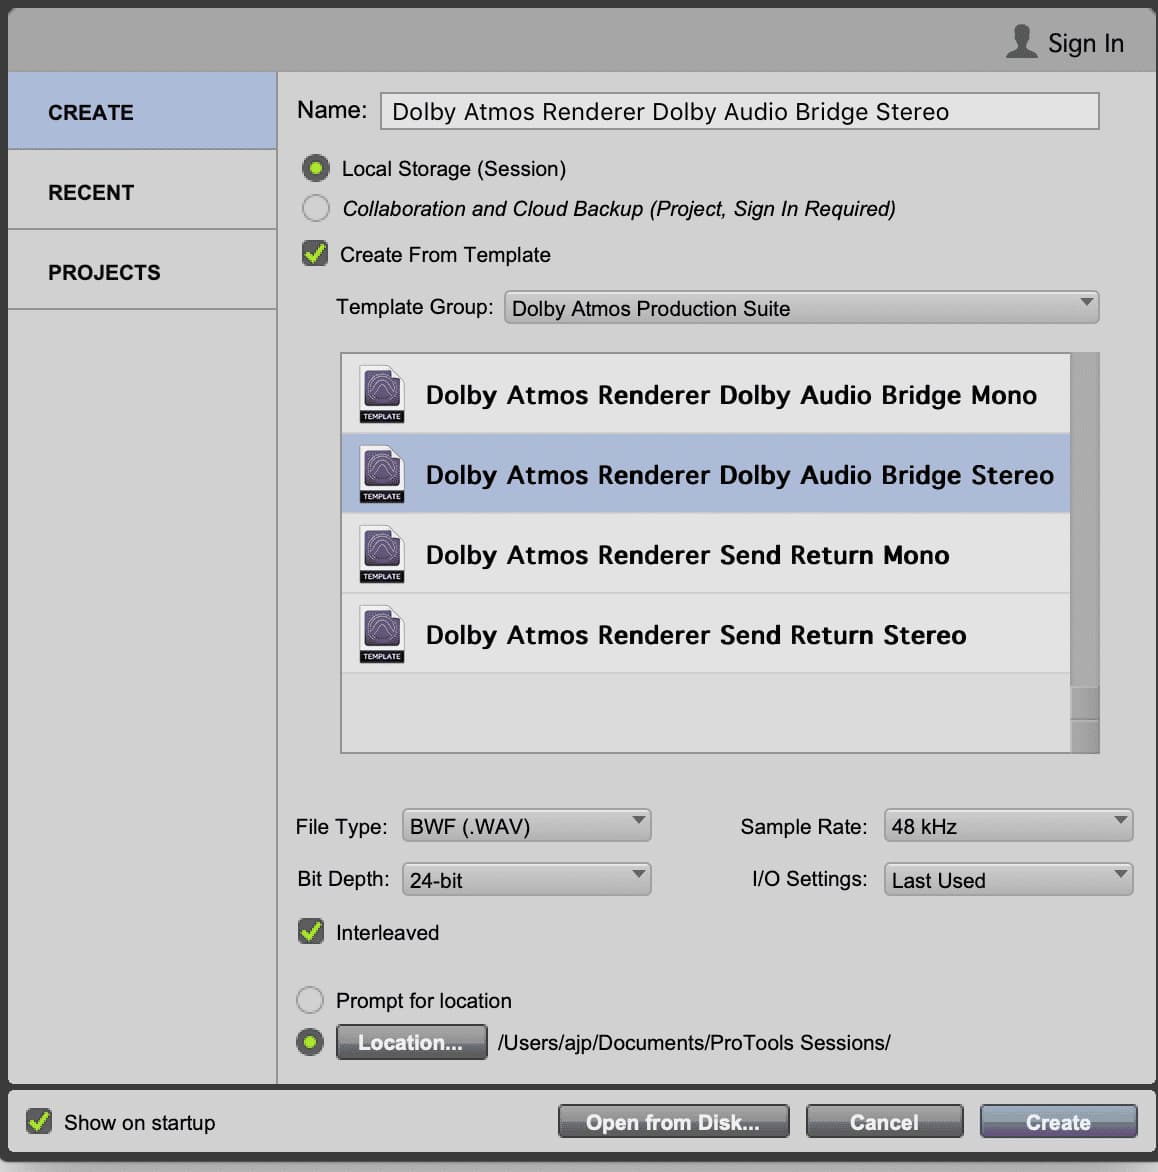 Sign In
CREATE
RECENT
PROJECTS
Name: Dolby Atmos Renderer Dolby Audio Bridge Stereo
Local Storage (Session)
Collaboration and Cloud Backup (Project, Sign In Required)
Create From Template
Template Group: Dolby Atmos Production Suite
TEMPLATE Dolby Atmos Renderer Dolby Audio Bridge Mono
TEMPLATE Dolby Atmos Renderer Dolby Audio Bridge Stereo
TEMPLATE Dolby Atmos Renderer Send Return Mono
TEMPLATE Dolby Atmos Renderer Send Return Stereo
File Type: BWF (.WAV) Sample Rate: 48 kHz
Bit Depth: 24-bit I/O Settings: Last Used
Interleaved
Prompt for location
Location... /Users/ajp/Documents/ProTools Sessions/
Show on startup Open from Disk... Cancel Create